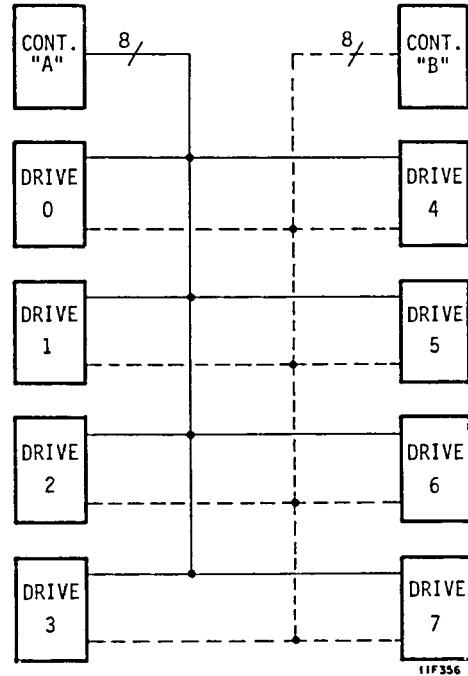 CONT.
"A"
8
8
CONT.
"B"
DRIVE
0
DRIVE
4
DRIVE
1
DRIVE
5
DRIVE
2
DRIVE
6
DRIVE
3
DRIVE
7
11F356